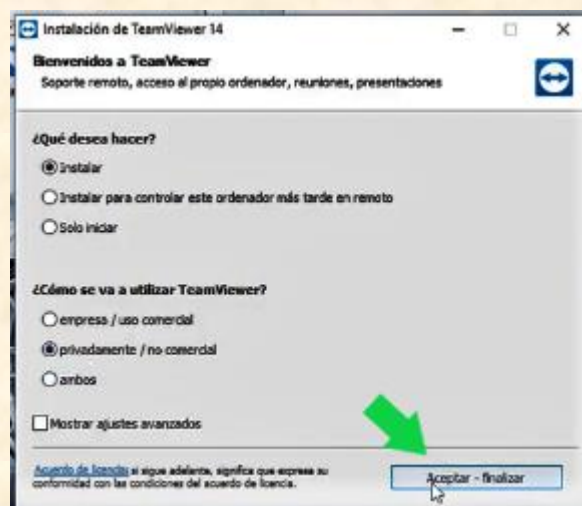 Instalación de TeamViewer 14
Bienvenidos a TeamViewer
Soporte remoto, acceso al propio ordenador, reuniones, presentaciones
¿Qué desea hacer?
Instalar
Instalar para controlar este ordenador más tarde en remoto
Solo iniciar
¿Cómo se va a utilizar TeamViewer?
empresa / uso comercial
privadamente / no comercial
ambos
Mostrar ajustes avanzados
Acuerdo de licencias si sigue adelante, significa que expresa su
conformidad con las condiciones del acuerdo de licencia.
Aceptar - finalizar